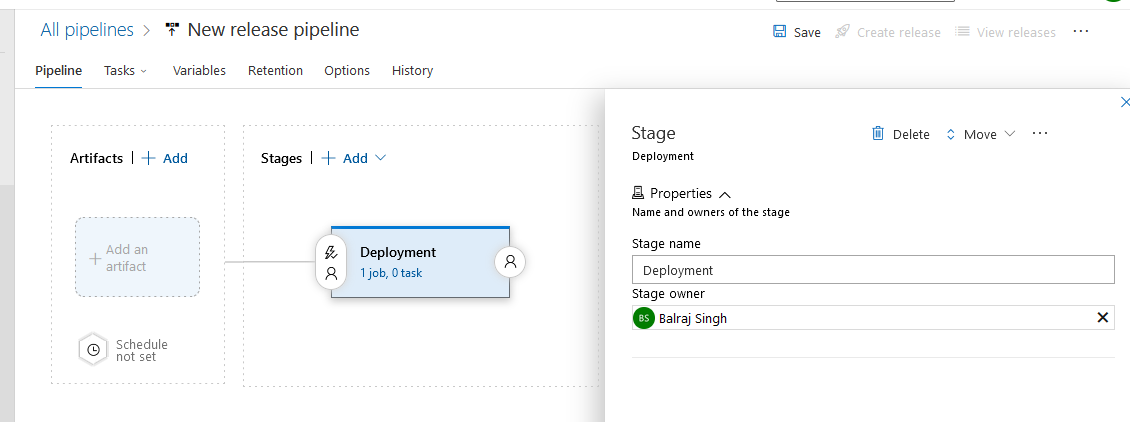 All pipelines > New release pipeline
Save Create release View releases ...
Pipeline Tasks Variables Retention Options History
Artifacts | + Add
Stages | + Add
+ Add an
artifact
Schedule
not set
Deployment
1 job, 0 task
Stage
Delete Move ...
Deployment
Properties
Name and owners of the stage
Stage name
Deployment
Stage owner
BS Balraj Singh